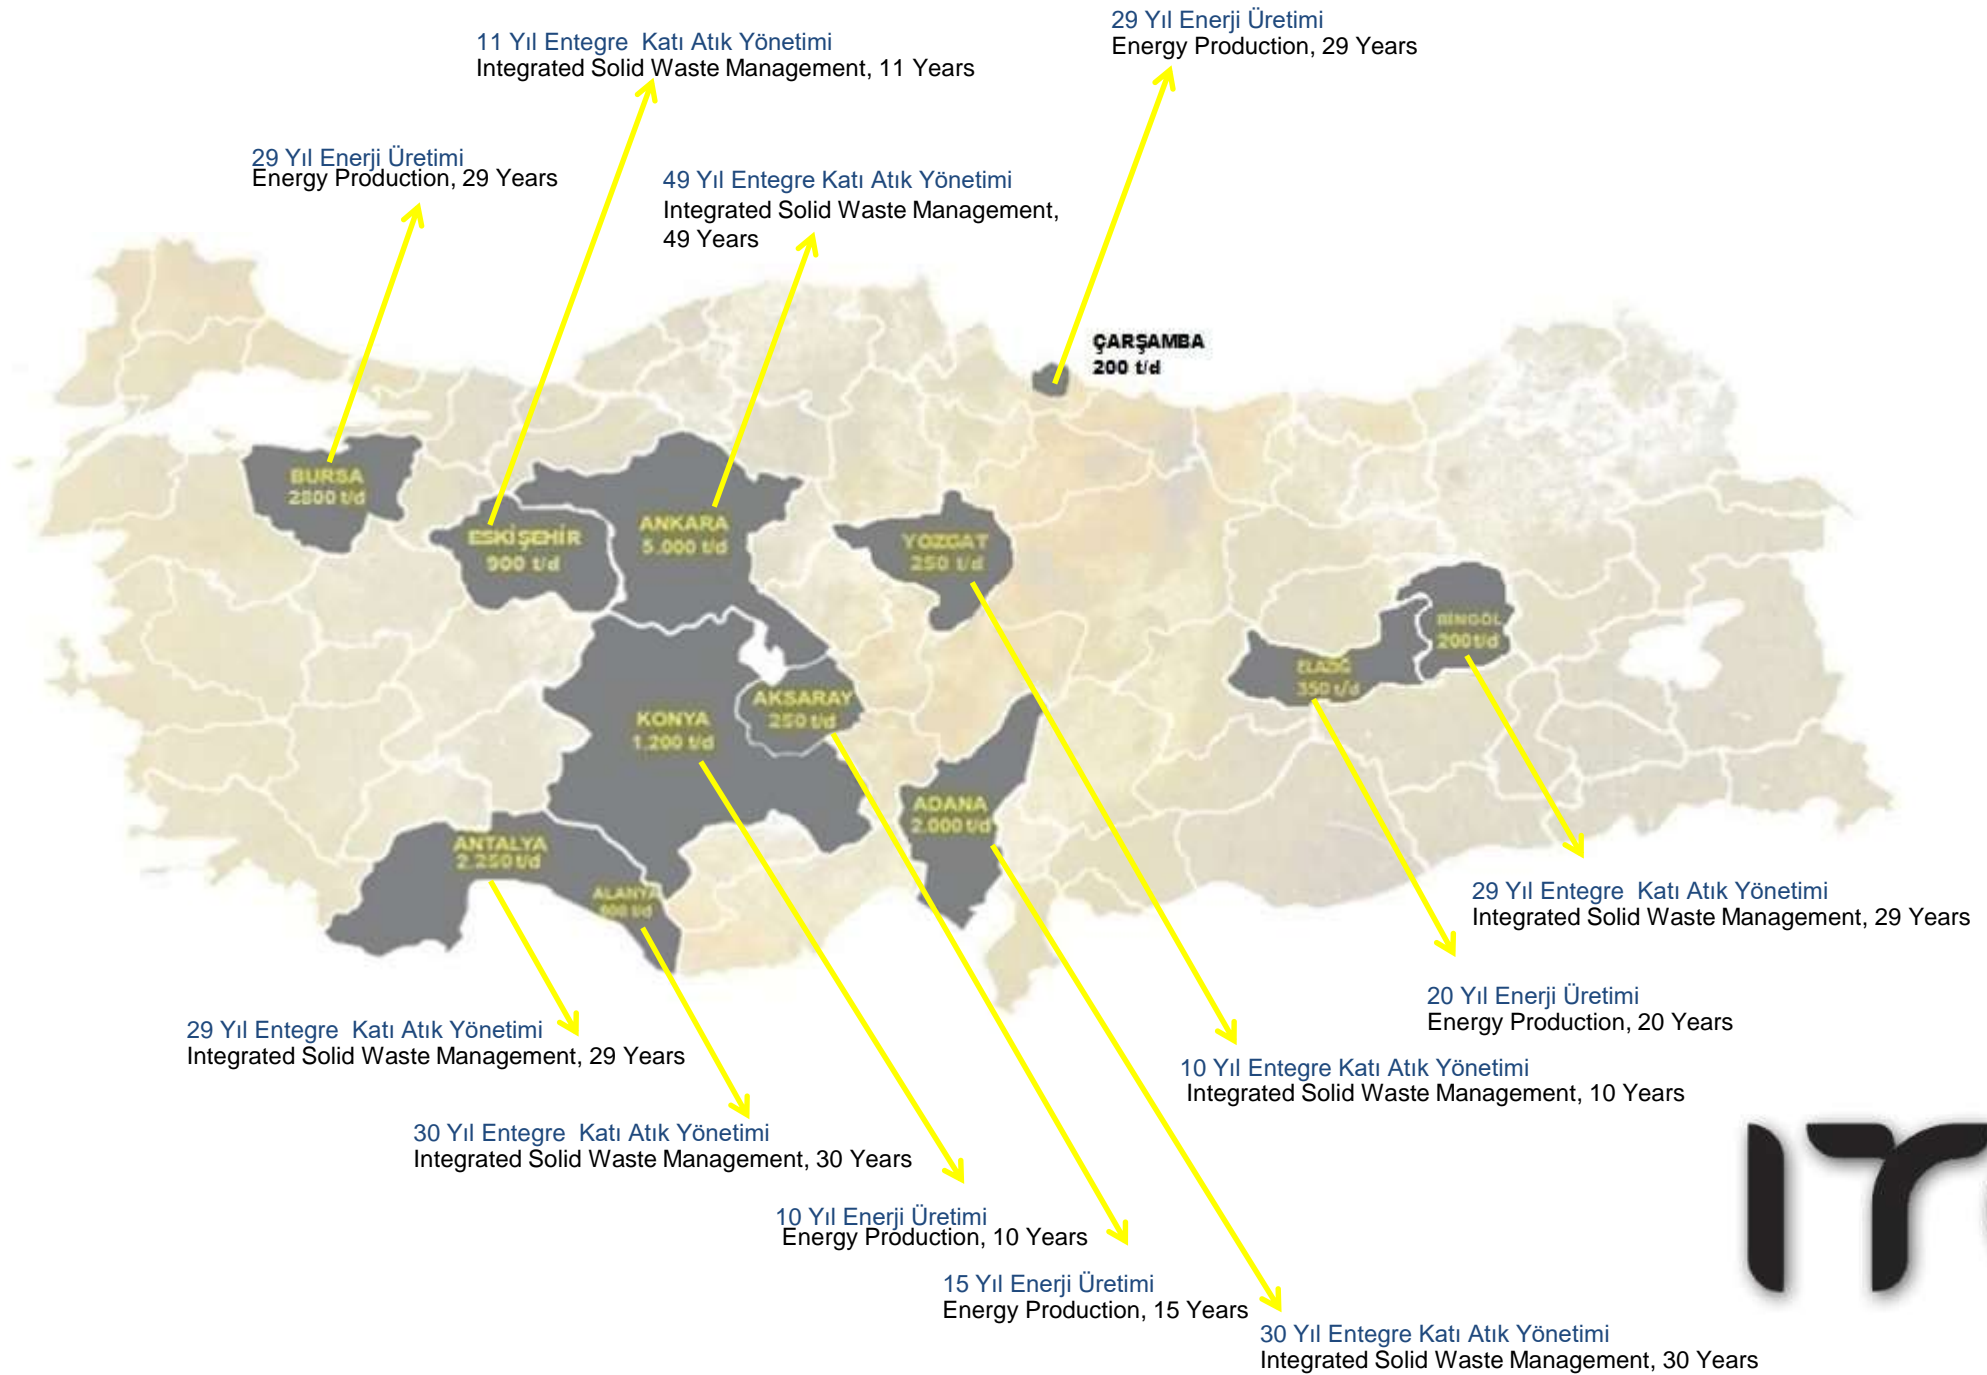 29 Yıl Enerji Üretimi
Energy Production, 29 Years
11 Yıl Entegre Katı Atık Yönetimi
Integrated Solid Waste Management, 11 Years
29 Yıl Enerji Üretimi
Energy Production, 29 Years
49 Yıl Entegre Katı Atık Yönetimi
Integrated Solid Waste Management,
49 Years
ÇARŞAMBA
200 t/d
BURSA
2800 t/d
ESKİŞEHİR
900 t/d
ANKARA
5.000 t/d
YOZGAT
250 t/d
BİNGÖL
200 t/d
ELAZIĞ
350 t/d
AKSARAY
250 t/d
KONYA
1.200 t/d
ADANA
2.000 t/d
ANTALYA
2.250 t/d
ALANYA
t/d
29 Yıl Entegre Katı Atık Yönetimi
Integrated Solid Waste Management, 29 Years
20 Yıl Enerji Üretimi
Energy Production, 20 Years
29 Yıl Entegre Katı Atık Yönetimi
Integrated Solid Waste Management, 29 Years
10 Yıl Entegre Katı Atık Yönetimi
Integrated Solid Waste Management, 10 Years
30 Yıl Entegre Katı Atık Yönetimi
Integrated Solid Waste Management, 30 Years
10 Yıl Enerji Üretimi
Energy Production, 10 Years
15 Yıl Enerji Üretimi
Energy Production, 15 Years
30 Yıl Entegre Katı Atık Yönetimi
Integrated Solid Waste Management, 30 Years